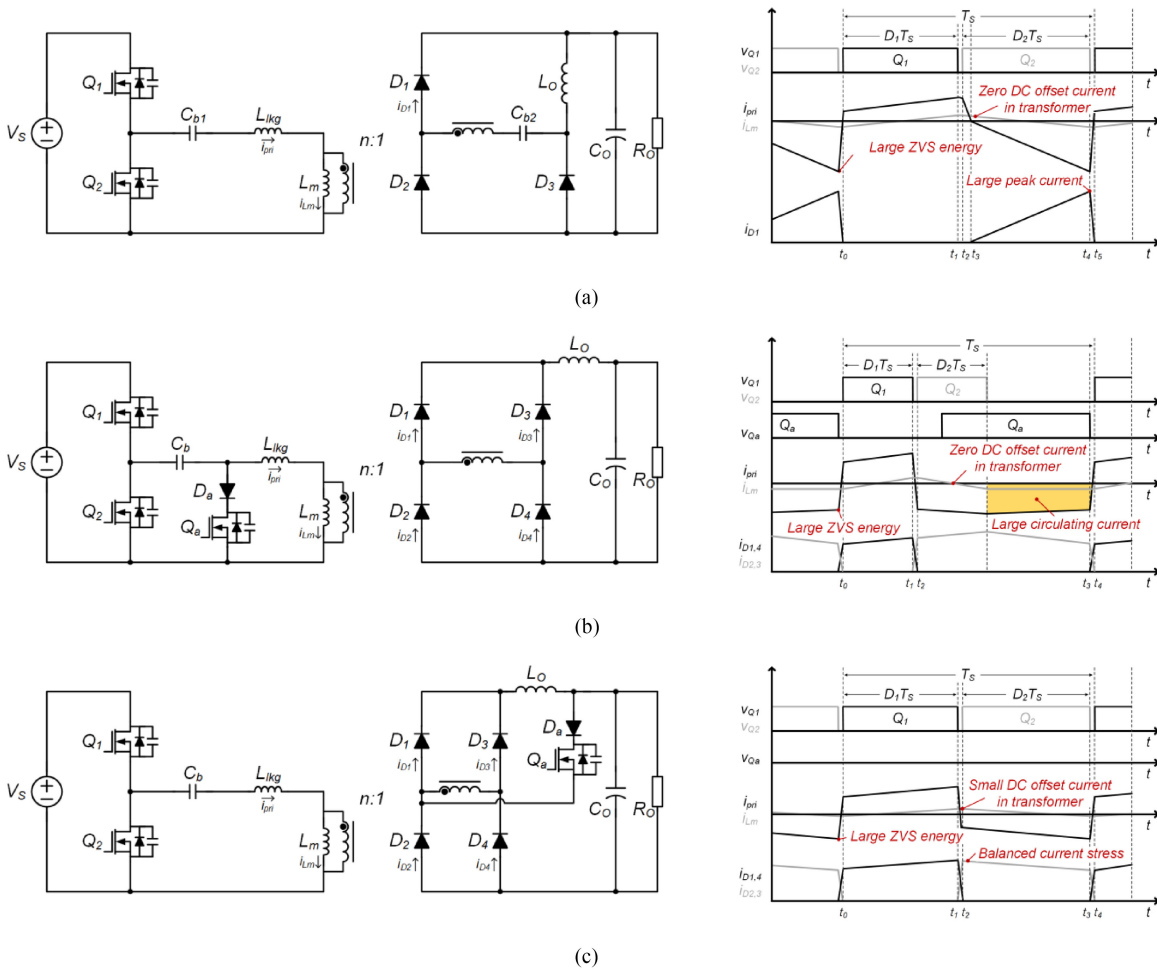 Q1
Q2
VS
Cb1
Llkg
ipri
Lm
iLm↓
n:1
D1
iD1↑
D2
Cb2
LO
D3
CO
RO
TS
D1TS
D2TS
vQ1
vQ2
Q1
Q2
t
Zero DC offset current
in transformer
ipri
iLm
t
Large ZVS energy
Large peak current
iD1
t0
t1
t2
t3
t4
t5
t
(a)
Q1
Q2
VS
Cb
Llkg
ipri
Da
Qa
Lm
iLm↓
n:1
LO
D1
iD1↑
D3
iD3↑
D2
iD2↑
D4
iD4↑
CO
RO
TS
D1TS
D2TS
vQ1
vQ2
Q1
Q2
t
vQa
Qa
Qa
t
Zero DC offset current
in transformer
ipri
iLm
t
Large ZVS energy
Large circulating current
iD1,4
iD2,3
t0
t1
t2
t3
t4
t
(b)
Q1
Q2
VS
Cb
Llkg
ipri
Lm
iLm↓
n:1
LO
Da
Qa
D1
iD1↑
D3
iD3↑
D2
iD2↑
D4
iD4↑
CO
RO
TS
D1TS
D2TS
vQ1
vQ2
Q1
Q2
t
vQa
t
Small DC offset current
in transformer
ipri
iLm
t
Large ZVS energy
Balanced current stress
iD1,4
iD2,3
t0
t1
t2
t3
t4
t
(c)